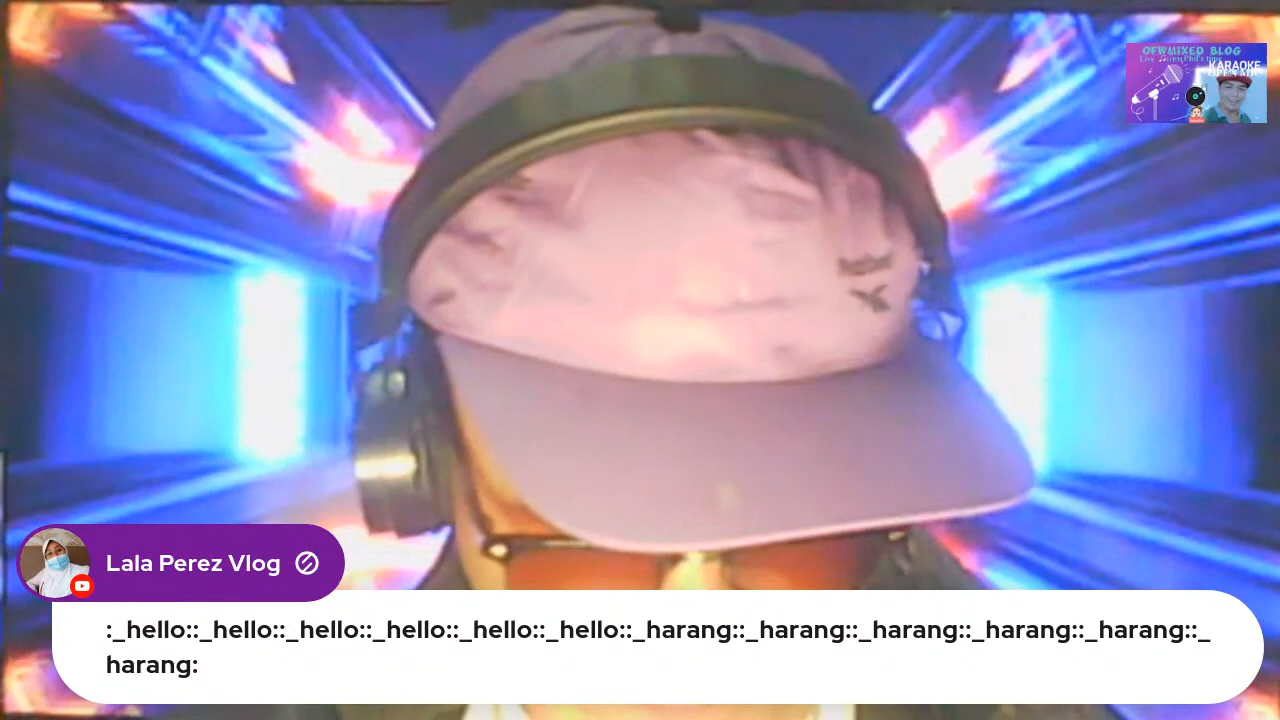 OFWMIXED BLOG
KARAOKE
Lala Perez Vlog
:_hello::_hello::_hello::_hello::_hello::_hello::_harang::_harang::_harang::_harang::_harang::_
harang: